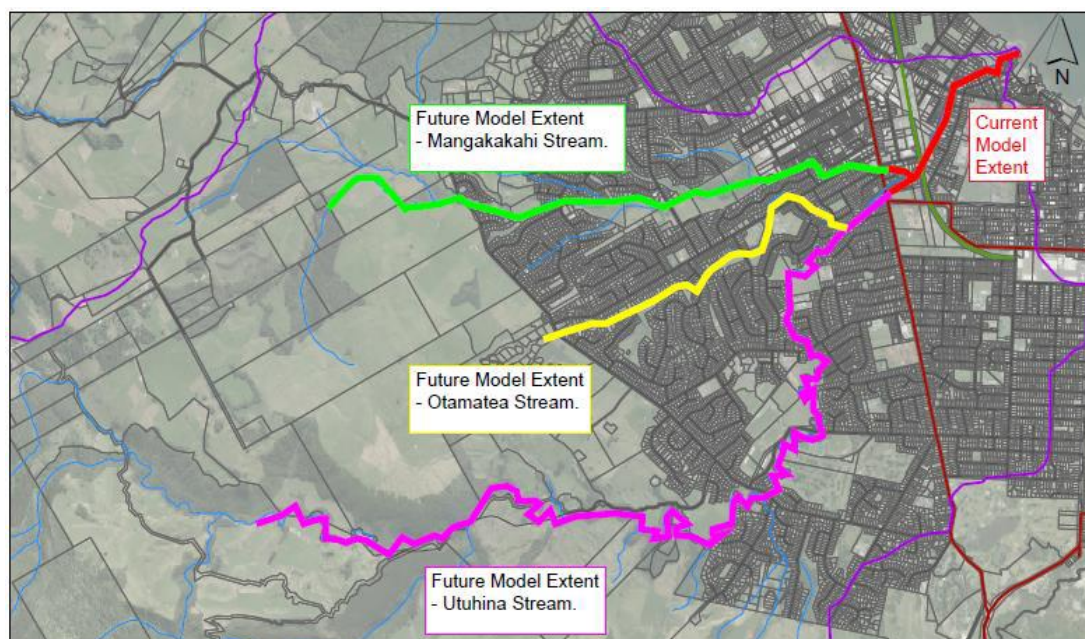 N
Future Model Extent
- Mangakakahi Stream.
Current
Model
Extent
Future Model Extent
- Otamatea Stream.
Future Model Extent
- Utuhina Stream.